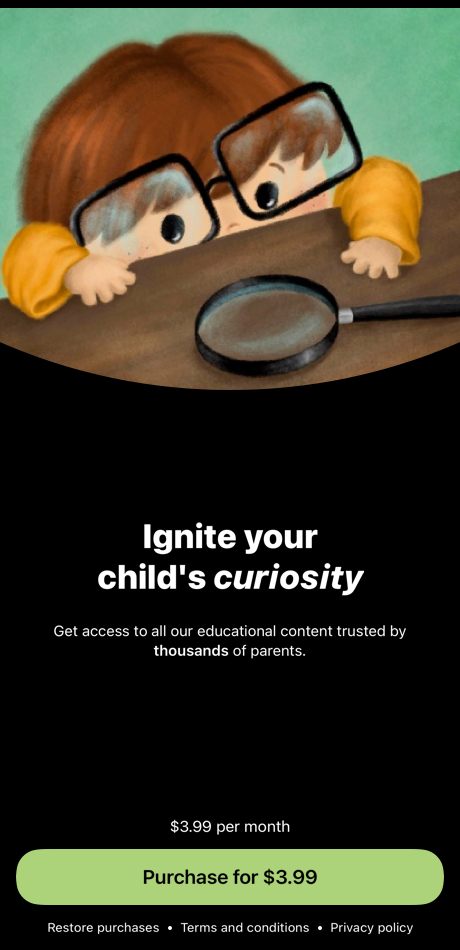 Ignite your
child's curiosity
Get access to all our educational content trusted by
thousands of parents.
$3.99 per month
Purchase for $3.99
Restore purchases • Terms and conditions • Privacy policy